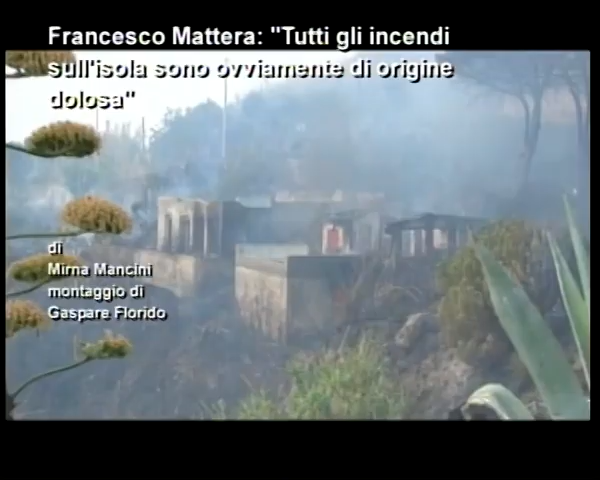 Francesco Mattera: "Tutti gli incendi
sull'isola sono ovviamente di origine
dolosa"
di
Mirna Mancini
montaggio di
Gaspare Florido